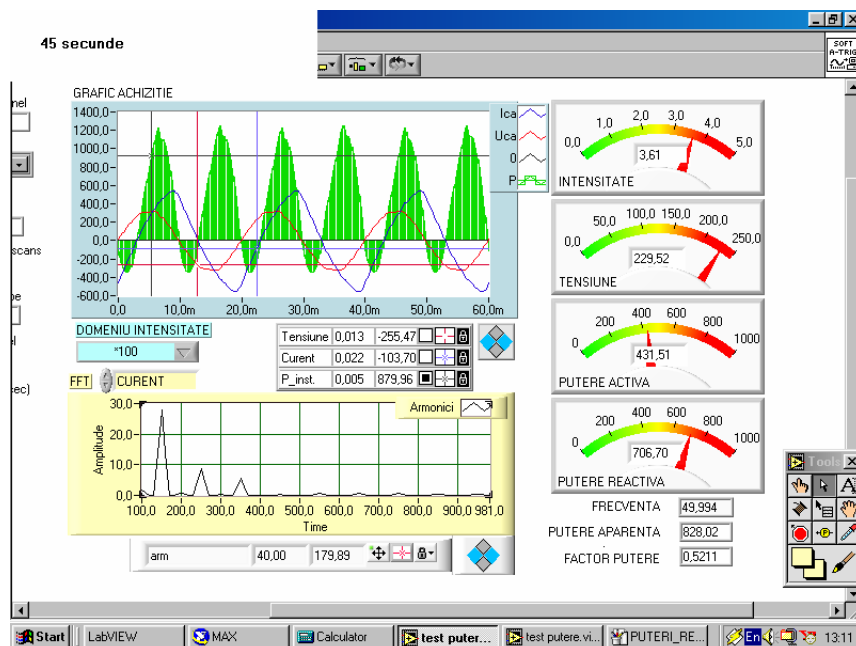 45 secunde
SOFT
A-TRIG
GRAFIC ACHIZITIE
nel
scans
pe
el
sec)
1400,0
1200,0
1000,0
800,0
600,0
400,0
200,0
0,0
-200,0
-400,0
-600,0
0,0 10,0m 20,0m 30,0m 40,0m 50,0m 60,0m
Ica
Uca
0
P
DOMENIU INTENSITATE
*100
Tensiune 0,013 -255,47
Curent 0,022 -103,70
P_inst. 0,005 879,96
FFT CURENT
Armonici
Amplitude
30,0
20,0
10,0
0,0
100,0 200,0 300,0 400,0 500,0 600,0 700,0 800,0 900,0 991,0
Time
arm 40,00 179,89
0,0 1,0 2,0 3,0 4,0 5,0
3,61
INTENSITATE
0,0 50,0 100,0 150,0 200,0 250,0
229,52
TENSIUNE
0 200 400 600 800 1000
431,51
PUTERE ACTIVA
0 200 400 600 800 1000
706,70
PUTERE REACTIVA
FRECVENTA 49,994
PUTERE APARENTA 828,02
FACTOR PUTERE 0,5211
Tools
A
P
Start LabVIEW MAX Calculator test puter... test putere.vi... PUTERI_RE... En 13:11